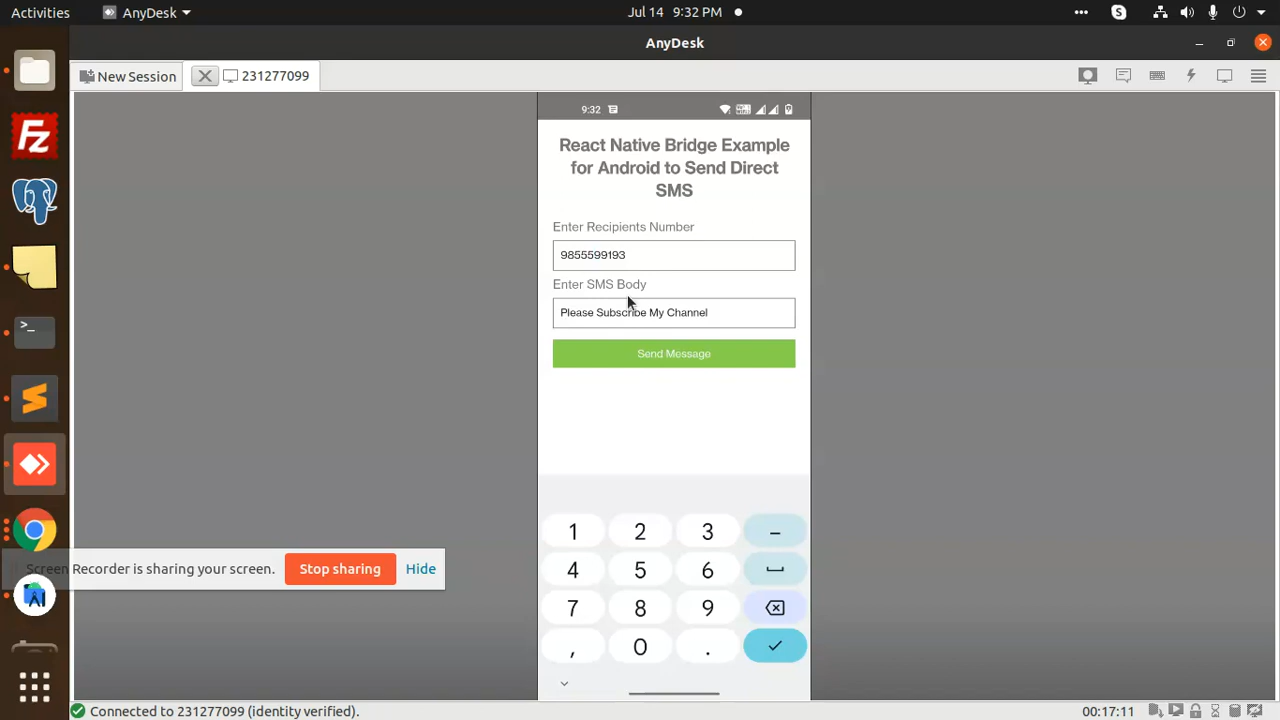 Activities
AnyDesk
Jul 14 9:32 PM
AnyDesk
New Session
231277099
9:32
React Native Bridge Example
for Android to Send Direct
SMS
Enter Recipients Number
9855599193
Enter SMS Body
Please Subscribe My Channel
Send Message
1 2 3 –
4 5 6
7 8 9
, 0 .
Screen Recorder is sharing your screen.
Stop sharing
Hide
Connected to 231277099 (identity verified).
00:17:11